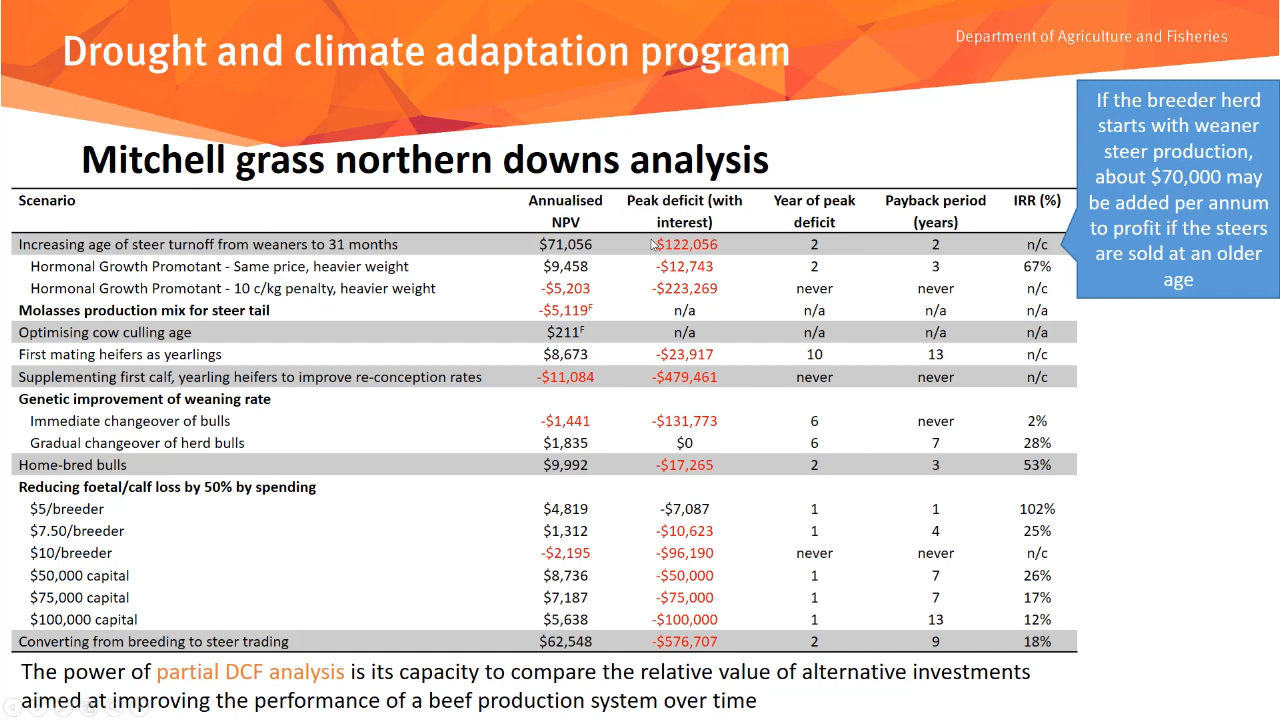 Drought and climate adaptation program
Department of Agriculture and Fisheries
Mitchell grass northern downs analysis
If the breeder herd
starts with weaner
steer production,
about $70,000 may
be added per annum
to profit if the steers
are sold at an older
age
Scenario Annualised NPV Peak deficit (with interest) Year of peak deficit Payback period (years) IRR (%)
Increasing age of steer turnoff from weaners to 31 months $71,056 $122,056 2 2 n/c
Hormonal Growth Promotant - Same price, heavier weight $9,458 -$12,743 2 3 67%
Hormonal Growth Promotant - 10 c/kg penalty, heavier weight -$5,203 -$223,269 never never n/c
Molasses production mix for steer tail -$5,119F n/a n/a n/a n/a
Optimising cow culling age $211F n/a n/a n/a n/a
First mating heifers as yearlings $8,673 -$23,917 10 13 n/c
Supplementing first calf, yearling heifers to improve re-conception rates -$11,084 -$479,461 never never n/c
Genetic improvement of weaning rate
Immediate changeover of bulls -$1,441 -$131,773 6 never 2%
Gradual changeover of herd bulls $1,835 $0 6 7 28%
Home-bred bulls $9,992 -$17,265 2 3 53%
Reducing foetal/calf loss by 50% by spending
$5/breeder $4,819 -$7,087 1 1 102%
$7.50/breeder $1,312 -$10,623 1 4 25%
$10/breeder -$2,195 -$96,190 never never n/c
$50,000 capital $8,736 -$50,000 1 7 26%
$75,000 capital $7,187 -$75,000 1 7 17%
$100,000 capital $5,638 -$100,000 1 13 12%
Converting from breeding to steer trading $62,548 -$576,707 2 9 18%
The power of partial DCF analysis is its capacity to compare the relative value of alternative investments
aimed at improving the performance of a beef production system over time